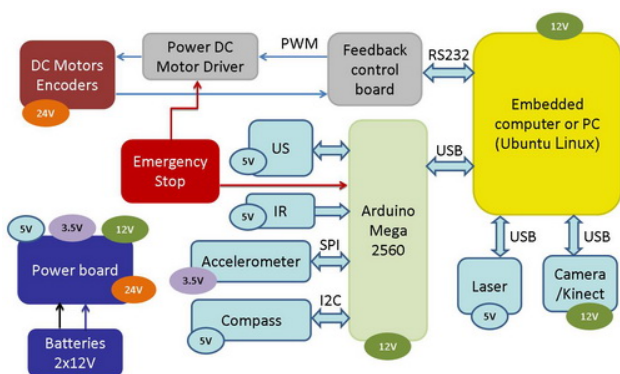 12V
DC Motors
Encoders
24V
Power DC
Motor Driver
PWM
Feedback
control
board
RS232
Embedded
computer or PC
(Ubuntu Linux)
Emergency
Stop
US
5V
IR
5V
Accelerometer
3.5V
SPI
Compass
5V
I2C
Arduino
Mega
2560
12V
USB
USB
USB
Laser
5V
Camera
/Kinect
12V
5V
3.5V
12V
Power board
24V
Batteries
2x12V